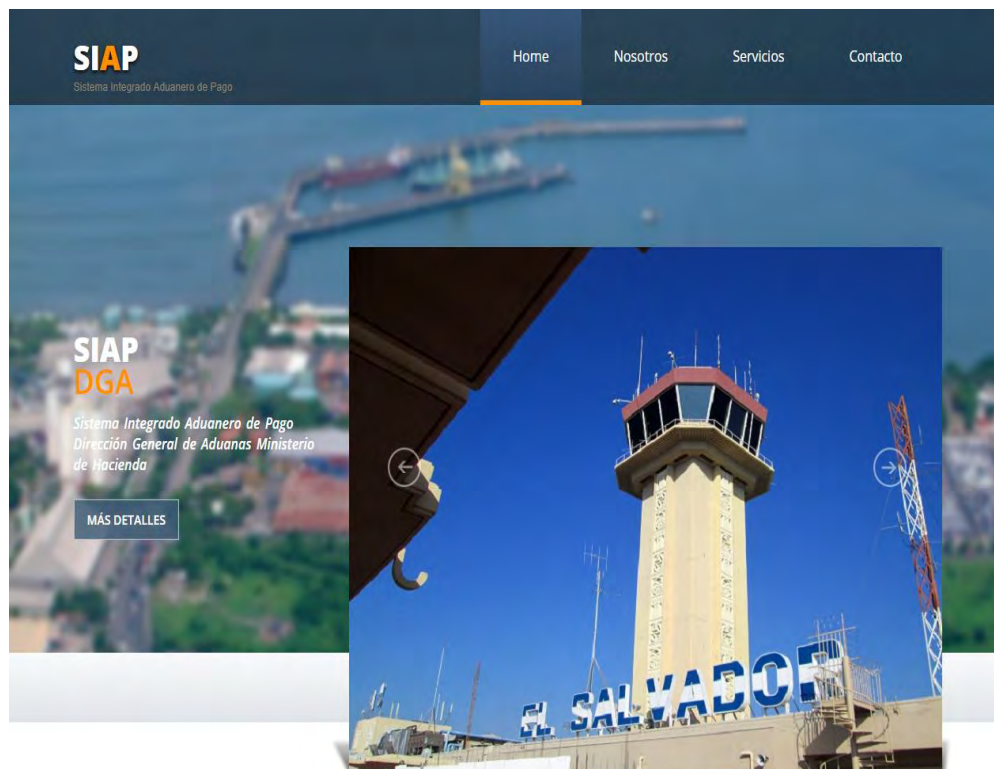 SIAP
Sistema Integrado Aduanero de Pago
Home Nosotros Servicios Contacto
SIAP
DGA
Sistema Integrado Aduanero de Pago
Dirección General de Aduanas Ministerio
de Hacienda
MÁS DETALLES
EL SALVADOR